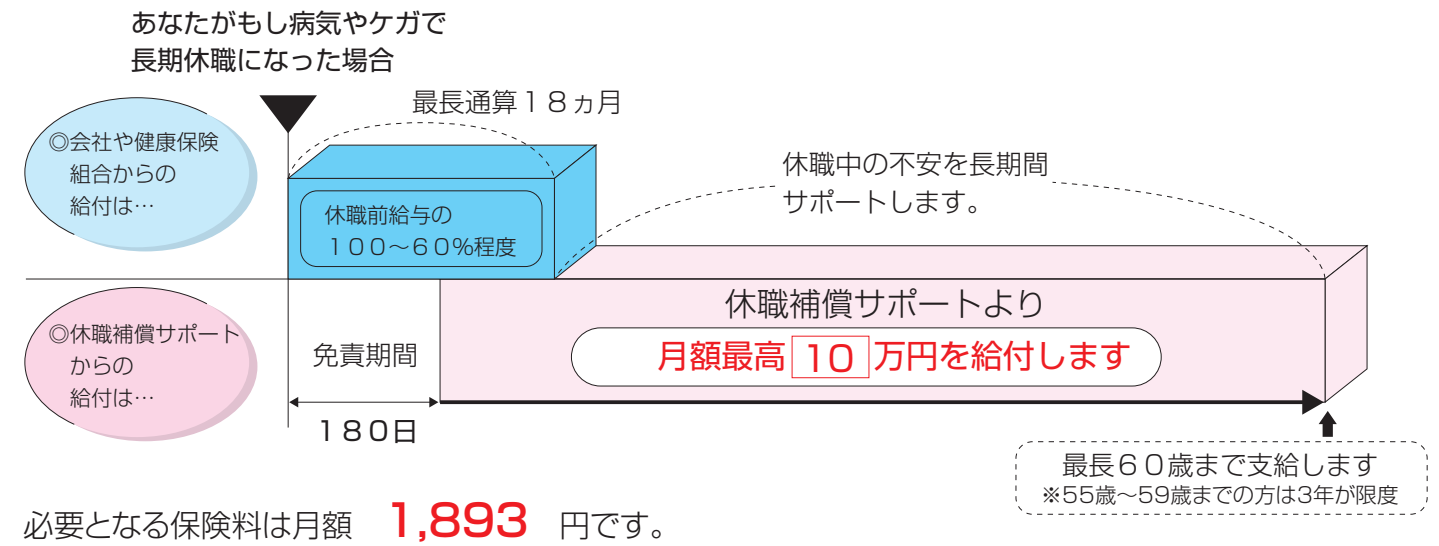 あなたがもし病気やケガで
長期休職になった場合
最長通算１８ヵ月
◎会社や健康保険
組合からの
給付は…
休職前給与の
１００～６０％程度
休職中の不安を長期間
サポートします。
◎休職補償サポート
からの
給付は…
免責期間
１８０日
休職補償サポートより
月額最高 10 万円を給付します
最長６０歳まで支給します
※55歳～59歳までの方は3年が限度
必要となる保険料は月額 1,893 円です。